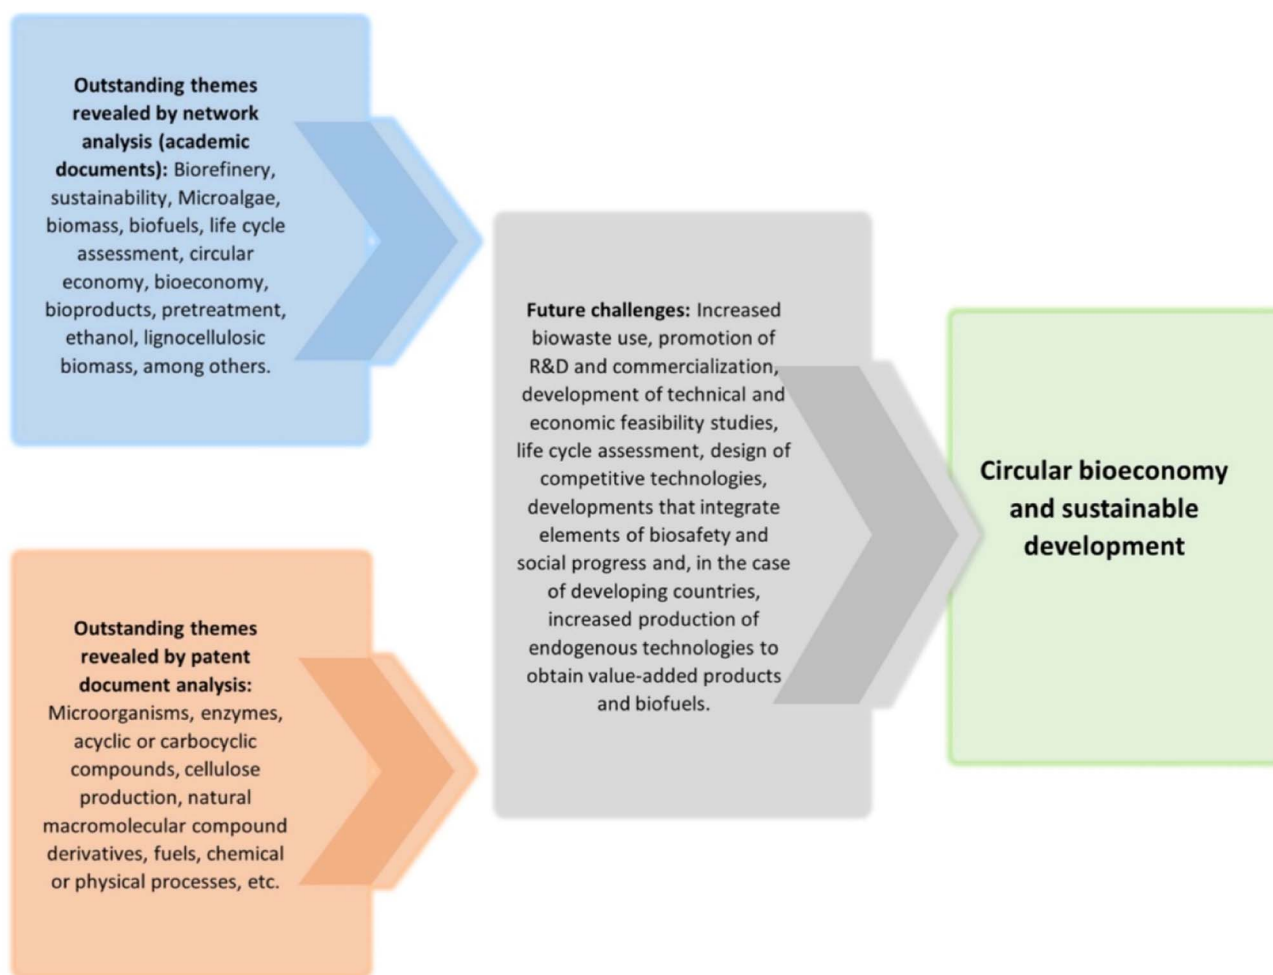 Outstanding themes
revealed by network
analysis (academic
documents): Biorefinery,
sustainability, Microalgae,
biomass, biofuels, life cycle
assessment, circular
economy, bioeconomy,
bioproducts, pretreatment,
ethanol, lignocellulosic
biomass, among others.
Outstanding themes
revealed by patent
document analysis:
Microorganisms, enzymes,
acyclic or carbocyclic
compounds, cellulose
production, natural
macromolecular compound
derivatives, fuels, chemical
or physical processes, etc.
Future challenges: Increased
biowaste use, promotion of
R&D and commercialization,
development of technical and
economic feasibility studies,
life cycle assessment, design of
competitive technologies,
developments that integrate
elements of biosafety and
social progress and, in the case
of developing countries,
increased production of
endogenous technologies to
obtain value-added products
and biofuels.
Circular bioeconomy
and sustainable
development